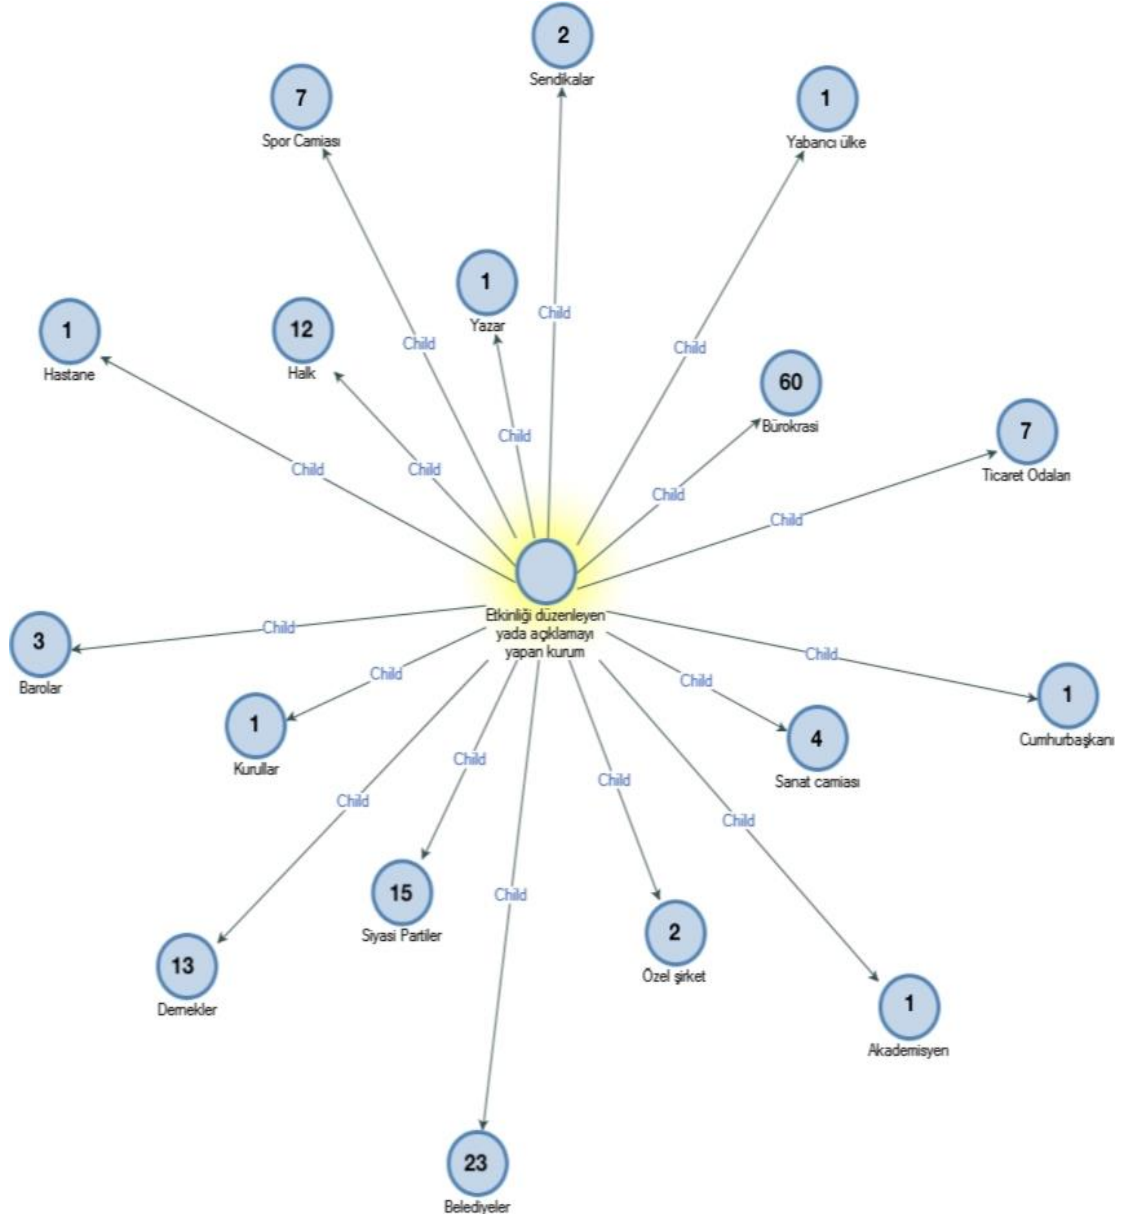 2
Sendikalar
7
Spor Camiası
1
Yabancı ülke
1
Yazar
Child
12
Halk
1
Hastane
Child
Child
60
Bürokrasi
7
Ticaret Odaları
Child
Child
Child
Child
Child
Child
Etkinliği düzenleyen
yada açıklamayı
yapan kurum
3
Barolar
Child
Child
1
Cumhurbaşkanı
Child
Child
1
Kurullar
4
Sanat camiası
Child
Child
Child
Child
15
Siyasi Partiler
Child
2
Özel şirket
13
Dernekler
1
Akademisyen
23
Belediyeler